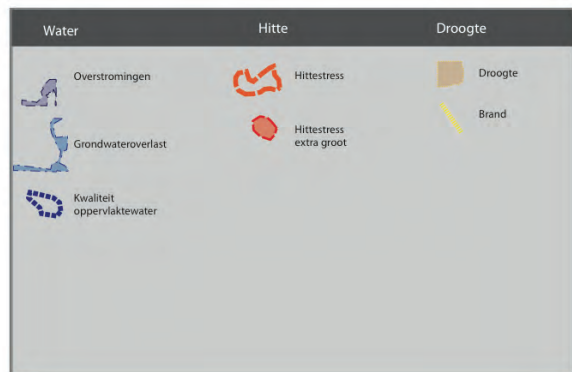 Water
Hitte
Droogte
Overstromingen
Grondwateroverlast
Kwaliteit
oppervlaktewater
Hittestress
Hittestress
extra groot
Droogte
Brand